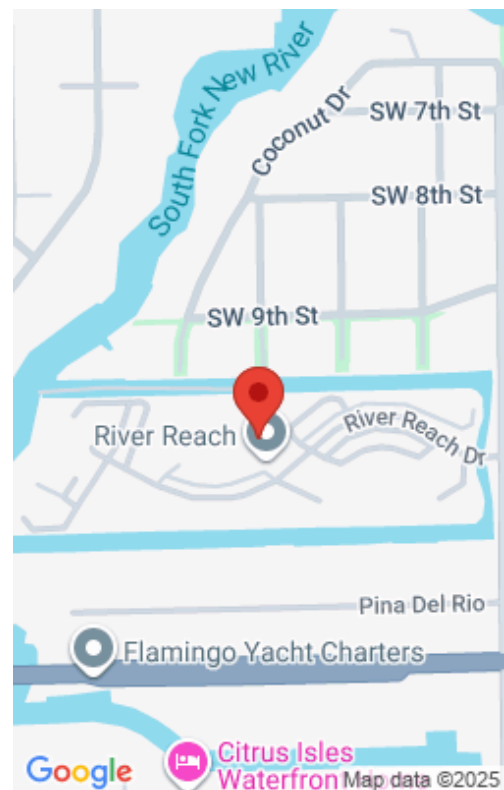 South Fork New River
Coconut Dr
SW 7th St
SW 8th St
SW 9th St
River Reach
River Reach Dr
Pina Del Rio
Flamingo Yacht Charters
Citrus Isles
Waterfront
Google
Map data ©2025